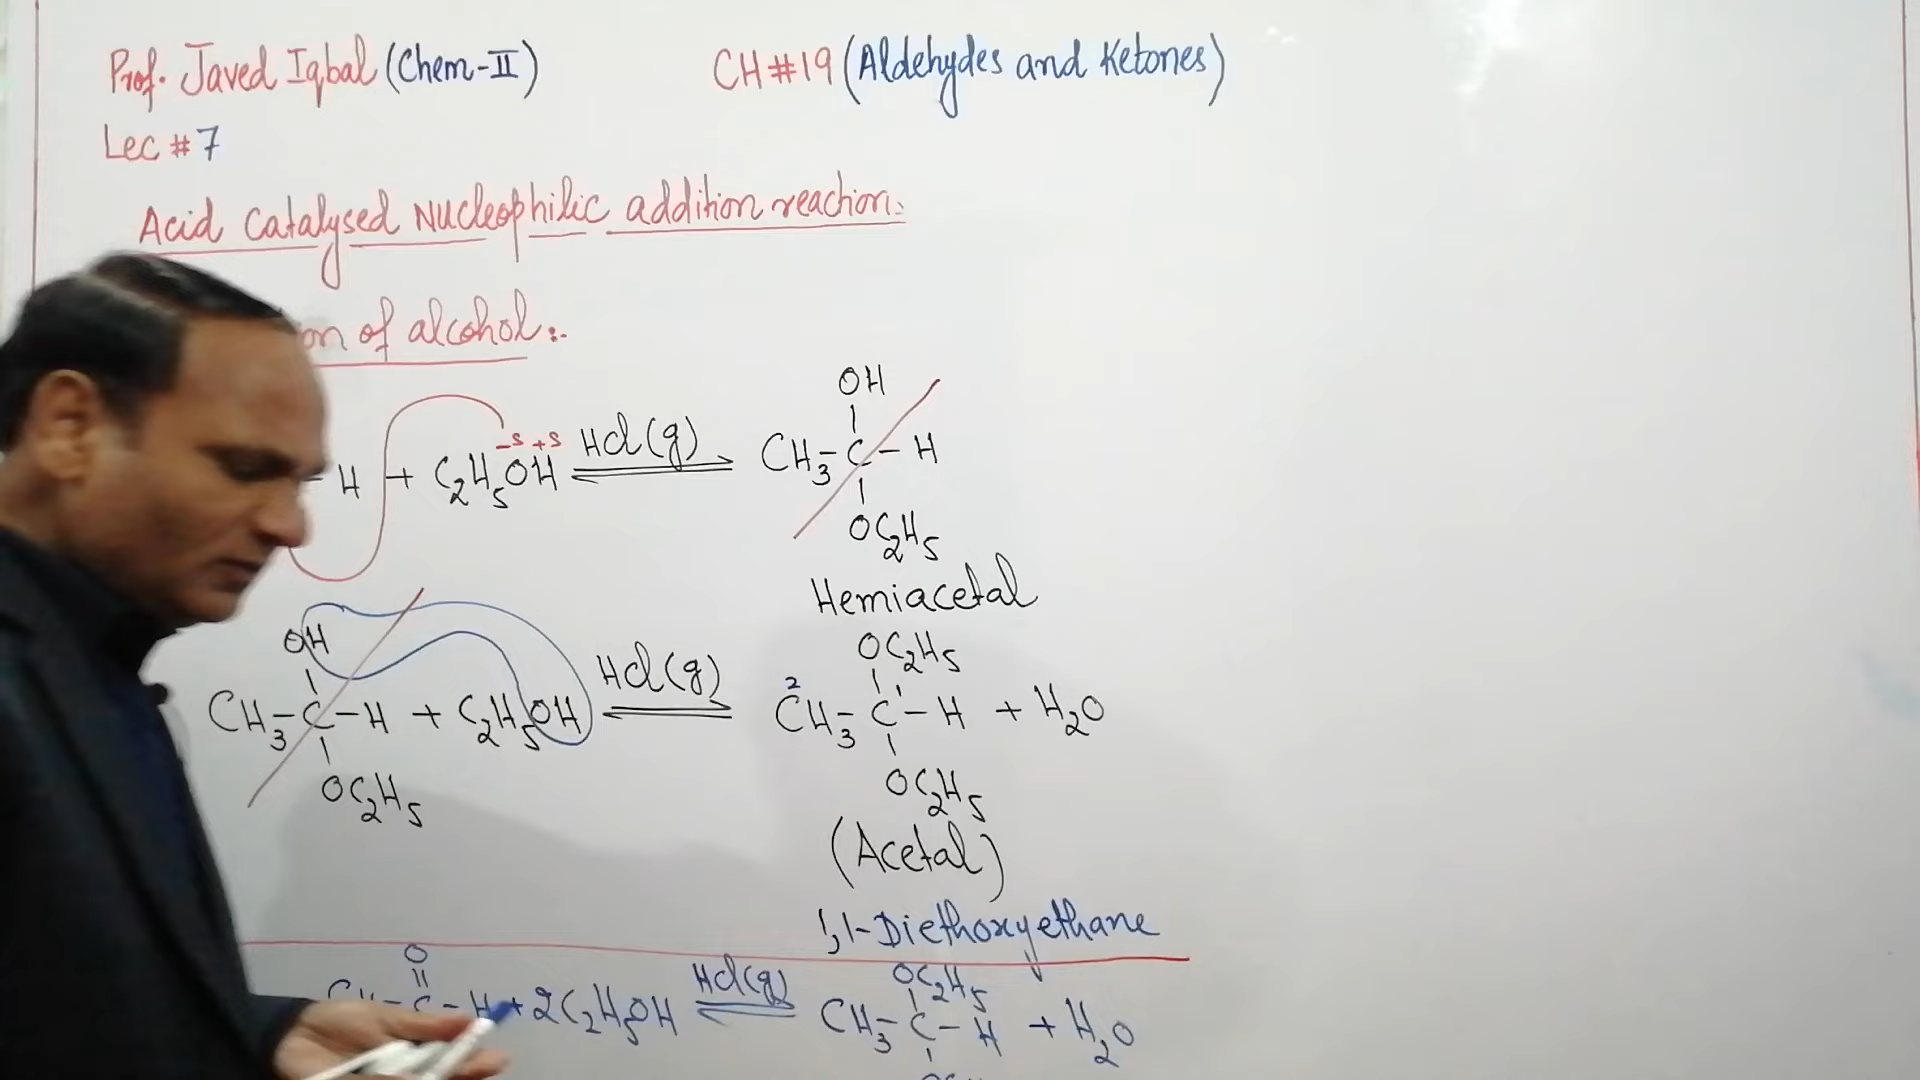 Prof. Javed Iqbal (Chem-II) CH#19 (Aldehydes and Ketones)
Lec #7
Acid Catalysed Nucleophilic addition reaction:
of alcohol:-
OH
H + C2H5OH -δ +δ HCl(g) ⇌ CH3-C-H
OC2H5
Hemiacetal
OH OC2H5
CH3-C-H + C2H5OH HCl(g) ⇌ 2 CH3-C-H 1 + H2O
OC2H5 OC2H5
(Acetal)
1,1-Diethoxyethane
O OC2H5
-C-H + 2C2H5OH HCl(g) ⇌ CH3-C-H + H2O